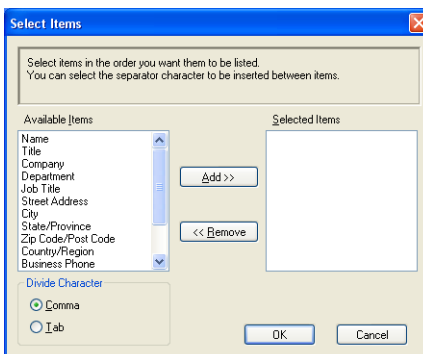 Select Items
Select items in the order you want them to be listed.
You can select the separator character to be inserted between items.
Available Items
Selected Items
Name
Title
Company
Department
Job Title
Street Address
City
State/Province
Zip Code/Post Code
Country/Region
Business Phone
Add >>
<< Remove
Divide Character
Comma
Tab
OK
Cancel